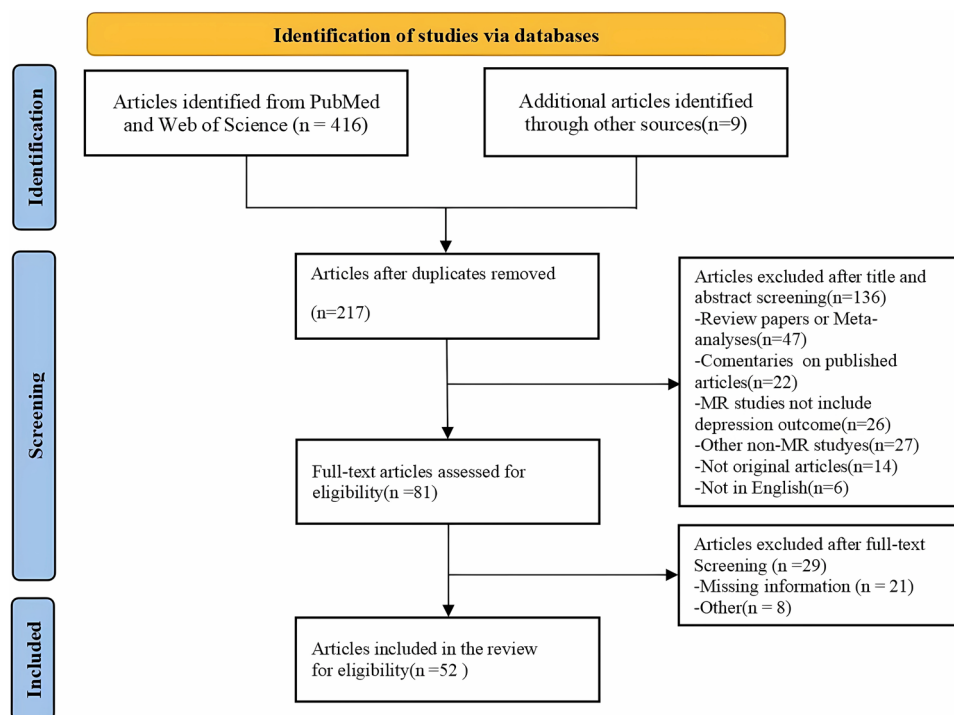 Identification of studies via databases
Identification
Articles identified from PubMed
and Web of Science (n = 416)
Additional articles identified
through other sources(n=9)
Screening
Articles after duplicates removed
(n=217)
Articles excluded after title and
abstract screening(n=136)
-Review papers or Meta-
analyses(n=47)
-Comentaries on published
articles(n=22)
-MR studies not include
depression outcome(n=26)
-Other non-MR studyes(n=27)
-Not original articles(n=14)
-Not in English(n=6)
Full-text articles assessed for
eligibility(n =81)
Articles excluded after full-text
Screening (n =29)
-Missing information (n = 21)
-Other(n = 8)
Included
Articles included in the review
for eligibility(n =52 )